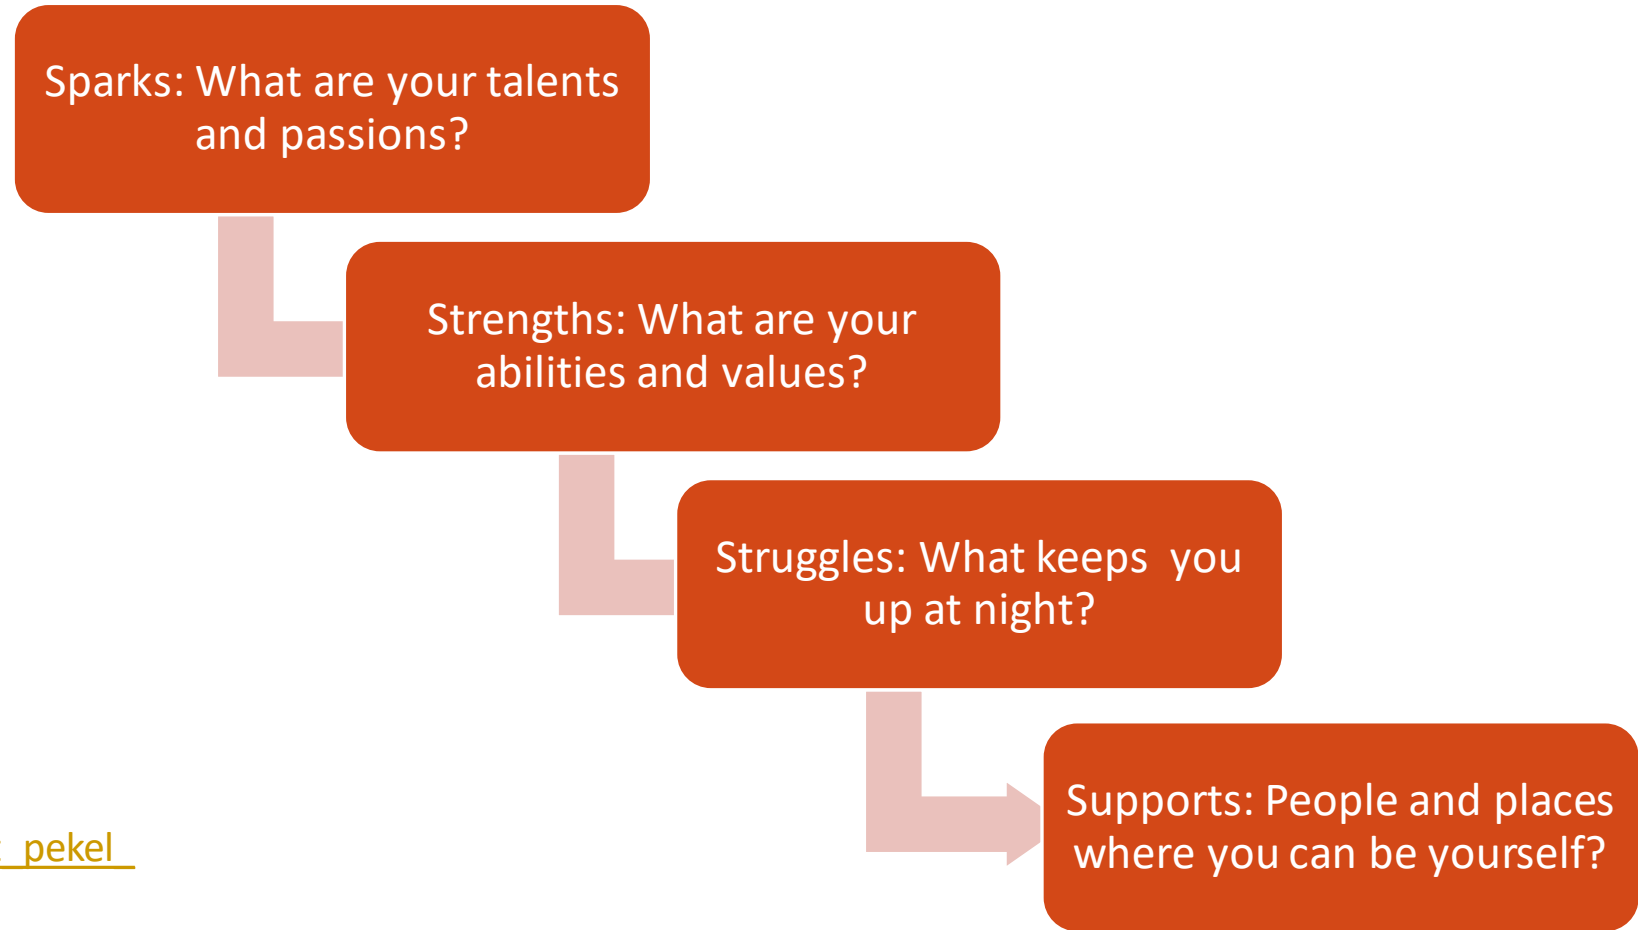 Sparks: What are your talents
and passions?
Strengths: What are your
abilities and values?
Struggles: What keeps  you
up at night?
Supports: People and places
where you can be yourself?
pekel